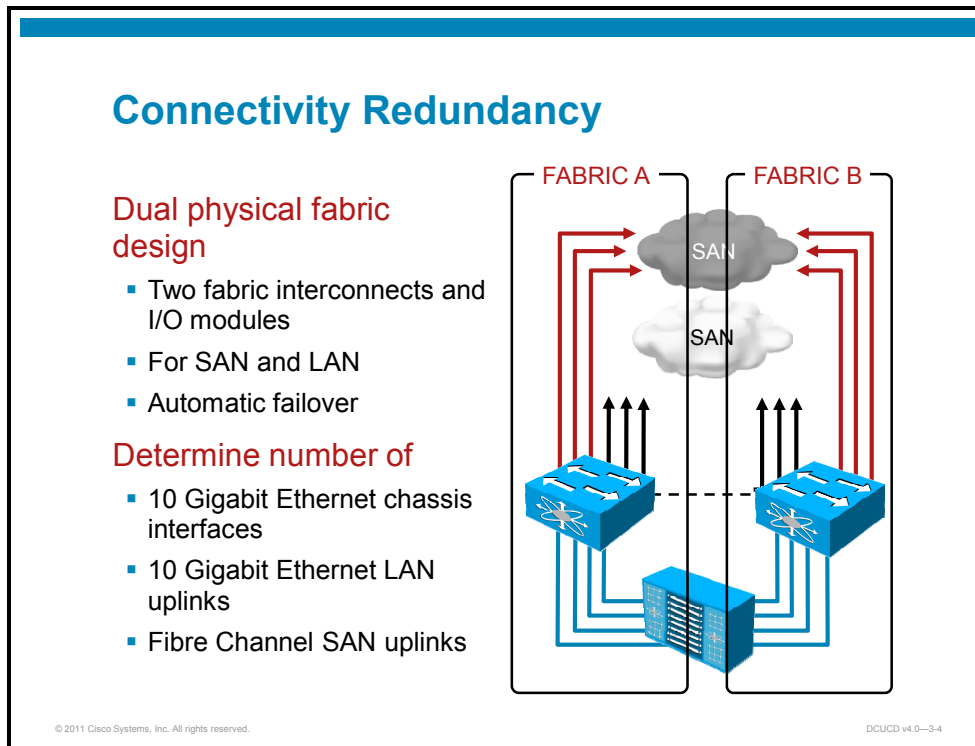 Connectivity Redundancy
Dual physical fabric
design
▪ Two fabric interconnects and
I/O modules
▪ For SAN and LAN
▪ Automatic failover
Determine number of
▪ 10 Gigabit Ethernet chassis
interfaces
▪ 10 Gigabit Ethernet LAN
uplinks
▪ Fibre Channel SAN uplinks
FABRIC A
FABRIC B
SAN
SAN
© 2011 Cisco Systems, Inc. All rights reserved.
DCUCD v4.0—3-4